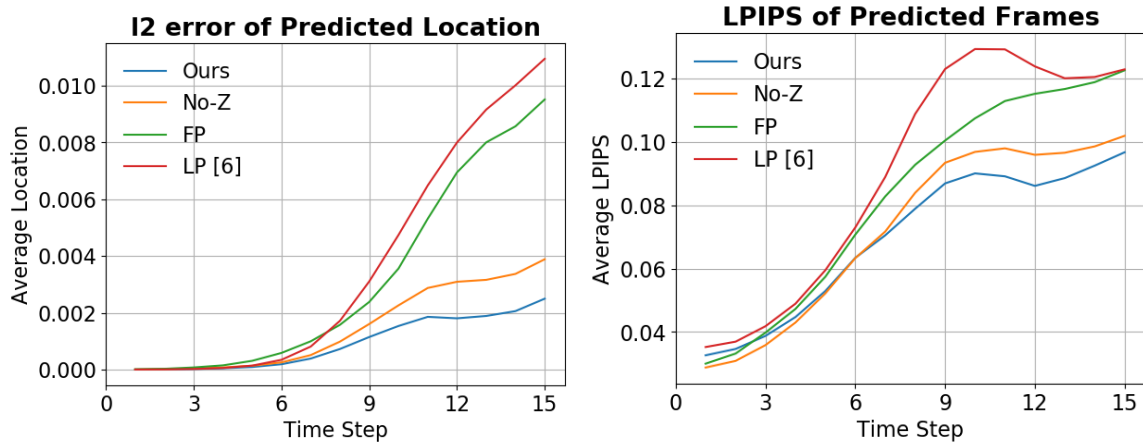 l2 error of Predicted Location
Average Location
0.010
0.008
0.006
0.004
0.002
0.000
Ours
No-Z
FP
LP [6]
0 3 6 9 12 15
Time Step
LPIPS of Predicted Frames
Average LPIPS
0.12
0.10
0.08
0.06
0.04
Ours
No-Z
FP
LP [6]
0 3 6 9 12 15
Time Step